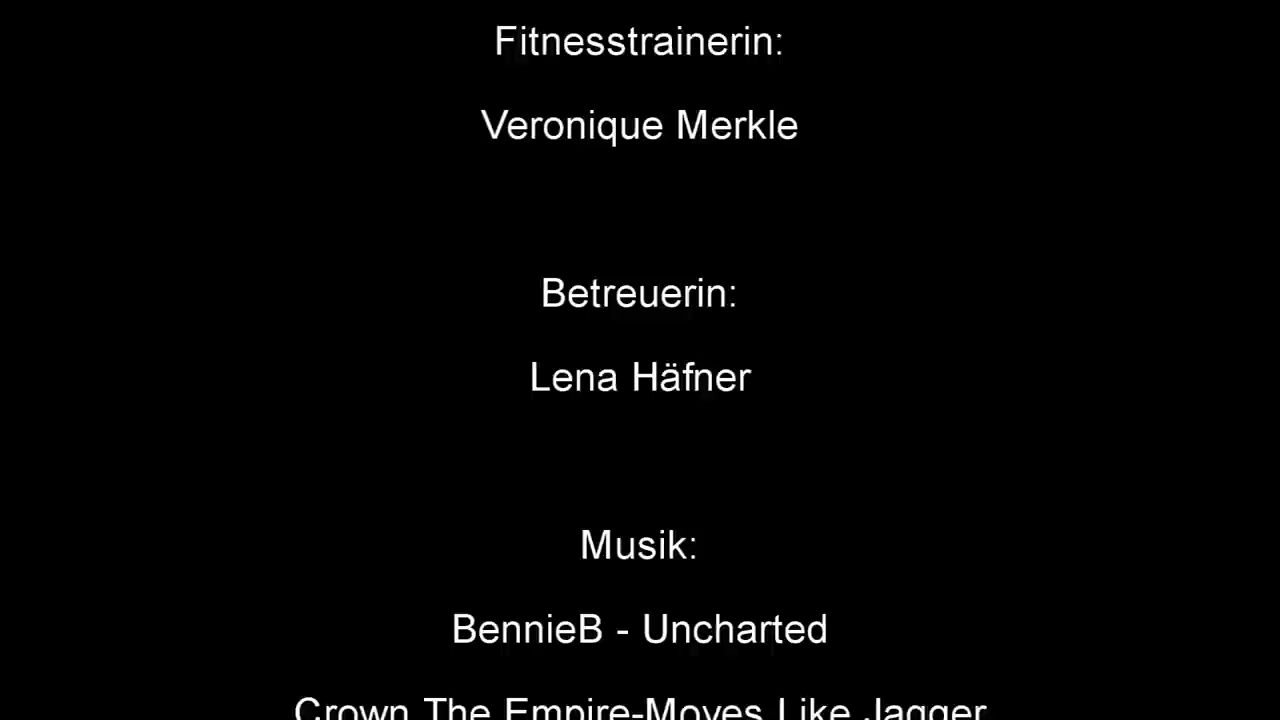 Fitnesstrainerin:
Veronique Merkle
Betreuerin:
Lena Häfner
Musik:
BennieB - Uncharted
Crown The Empire-Moves Like Jagger